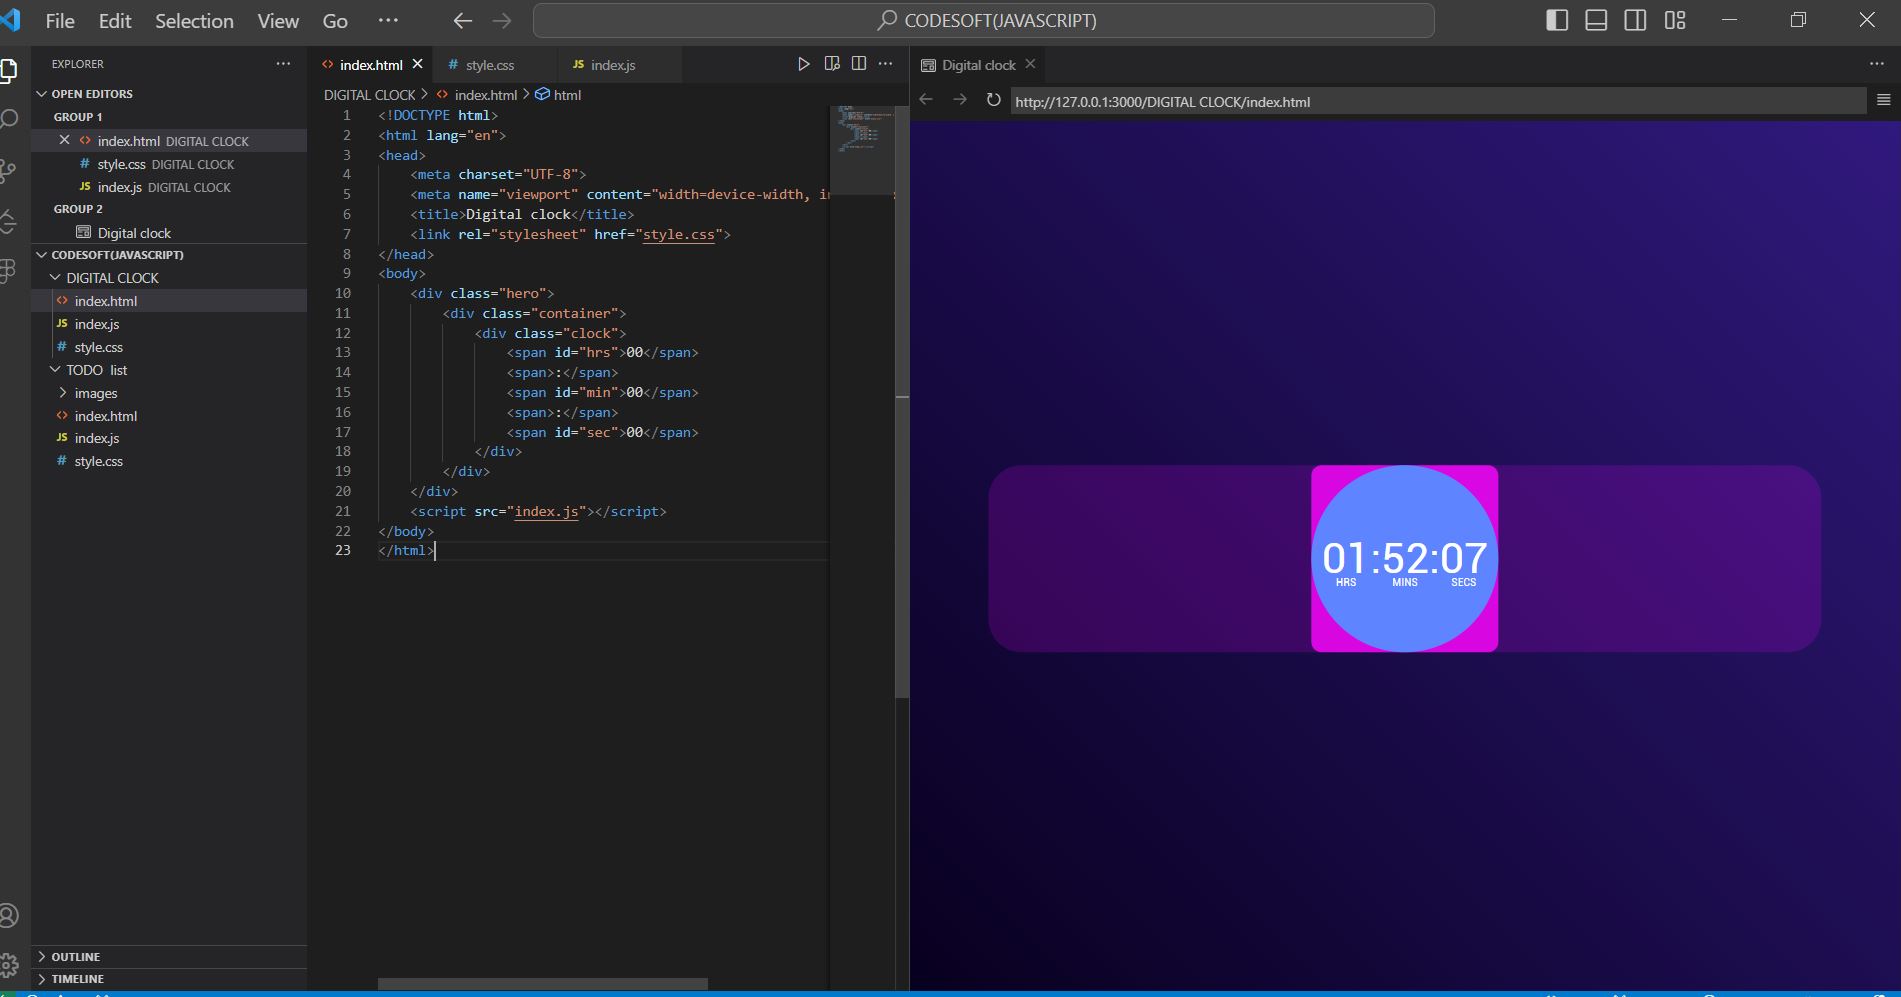 File Edit Selection View Go ··· CODESOFT(JAVASCRIPT)
EXPLORER ···
OPEN EDITORS
GROUP 1
index.html DIGITAL CLOCK
# style.css DIGITAL CLOCK
JS index.js DIGITAL CLOCK
GROUP 2
Digital clock
CODESOFT(JAVASCRIPT)
DIGITAL CLOCK
index.html
JS index.js
# style.css
TODO list
images
index.html
JS index.js
# style.css
OUTLINE
TIMELINE
index.html # style.css JS index.js
DIGITAL CLOCK > index.html > html
1 <!DOCTYPE html>
2 <html lang="en">
3 <head>
4 <meta charset="UTF-8">
5 <meta name="viewport" content="width=device-width,
6 <title>Digital clock</title>
7 <link rel="stylesheet" href="style.css">
8 </head>
9 <body>
10 <div class="hero">
11 <div class="container">
12 <div class="clock">
13 <span id="hrs">00</span>
14 <span>:</span>
15 <span id="min">00</span>
16 <span>:</span>
17 <span id="sec">00</span>
18 </div>
19 </div>
20 </div>
21 <script src="index.js"></script>
22 </body>
23 </html>
Digital clock
http://127.0.0.1:3000/DIGITAL CLOCK/index.html
01:52:07
HRS MINS SECS